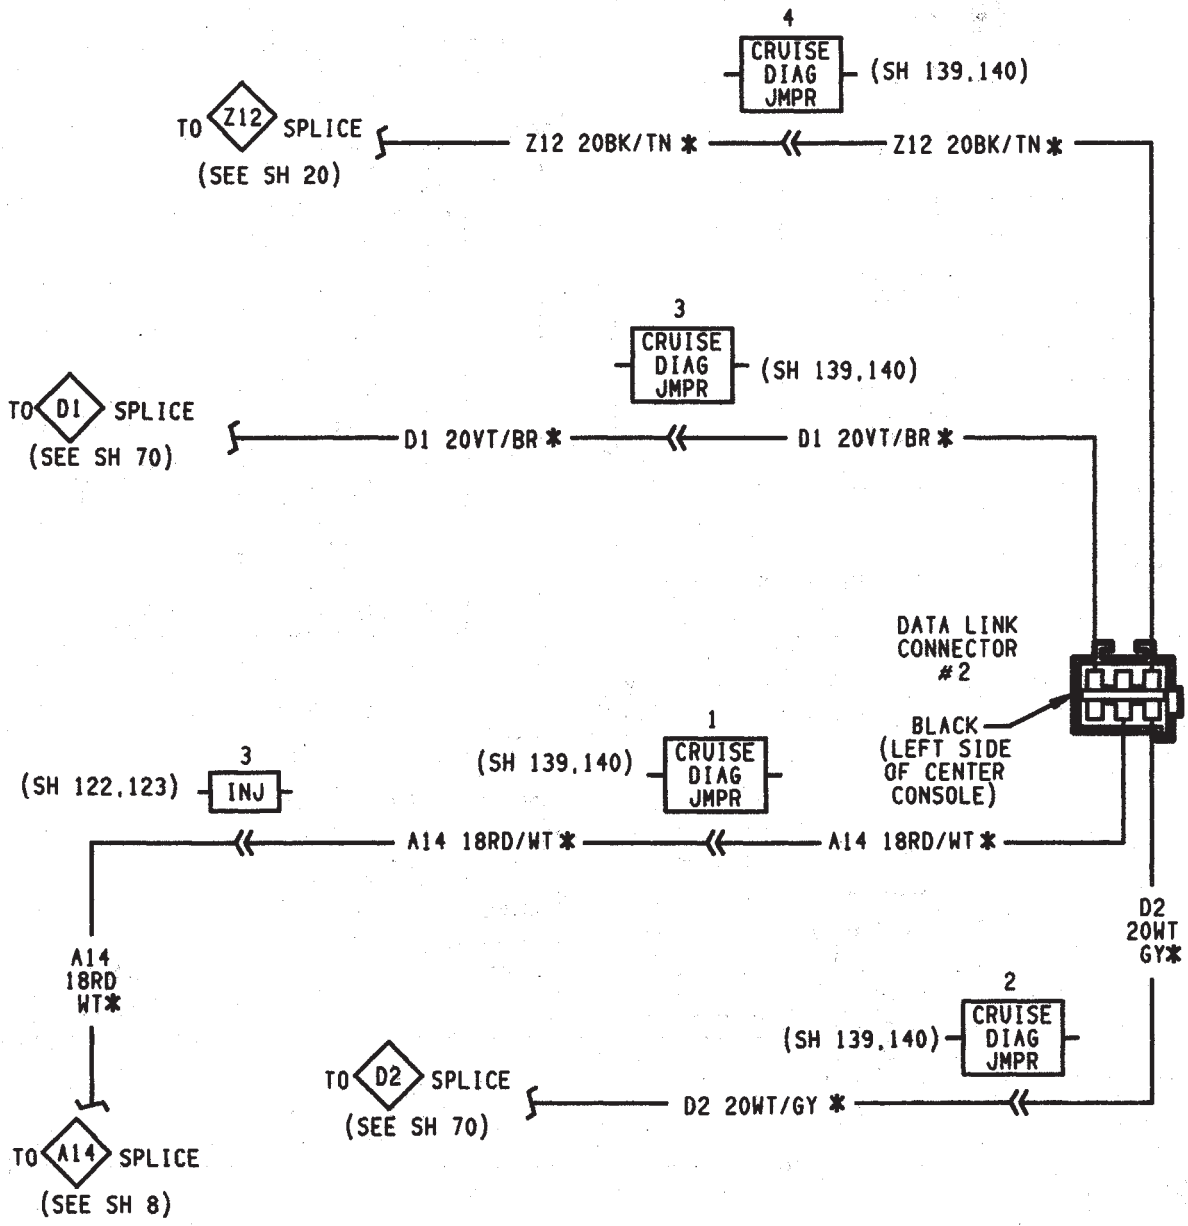 4
CRUISE
DIAG
JMPR
(SH 139,140)
TO Z12 SPLICE
(SEE SH 20)
Z12 20BK/TN *
Z12 20BK/TN *
3
CRUISE
DIAG
JMPR
(SH 139,140)
TO D1 SPLICE
(SEE SH 70)
D1 20VT/BR *
D1 20VT/BR *
DATA LINK
CONNECTOR
#2
BLACK
(LEFT SIDE
OF CENTER
CONSOLE)
1
(SH 139,140)
CRUISE
DIAG
JMPR
3
(SH 122,123)
INJ
A14 18RD/WT *
A14 18RD/WT *
D2
20WT
GY*
A14
18RD
WT*
2
(SH 139,140)
CRUISE
DIAG
JMPR
TO D2 SPLICE
(SEE SH 70)
D2 20WT/GY *
TO A14 SPLICE
(SEE SH 8)